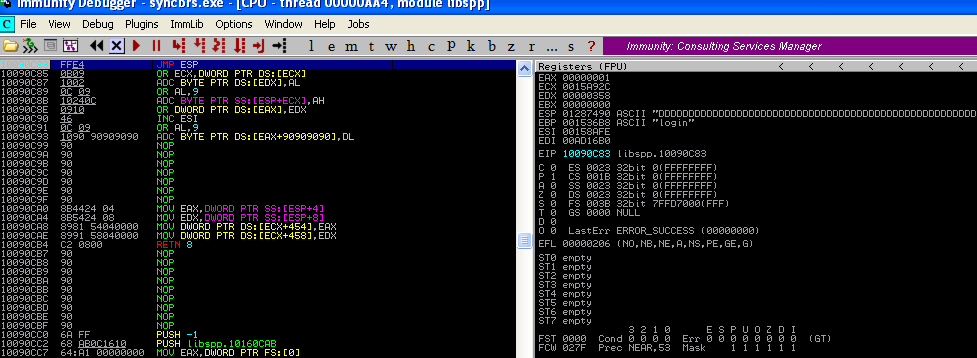 Immunity Debugger - syncbrs.exe - [CPU - thread 00000AA4, module libspp]
C File View Debug Plugins ImmLib Options Window Help Jobs
l e m t w h c p k b z r ... s ? Immunity: Consulting Services Manager
FFE4 JMP ESP
10090C85 0B09 OR ECX,DWORD PTR DS:[ECX]
10090C87 1002 ADC BYTE PTR DS:[EDX],AL
10090C89 0C 09 OR AL,9
10090C8B 10240C ADC BYTE PTR SS:[ESP+ECX],AH
10090C8E 0910 OR DWORD PTR DS:[EAX],EDX
10090C90 46 INC ESI
10090C91 0C 09 OR AL,9
10090C93 1090 90909090 ADC BYTE PTR DS:[EAX+90909090],DL
10090C99 90 NOP
10090C9A 90 NOP
10090C9B 90 NOP
10090C9C 90 NOP
10090C9D 90 NOP
10090C9E 90 NOP
10090C9F 90 NOP
10090CA0 8B4424 04 MOV EAX,DWORD PTR SS:[ESP+4]
10090CA4 8B5424 08 MOV EDX,DWORD PTR SS:[ESP+8]
10090CA8 8981 54040000 MOV DWORD PTR DS:[ECX+454],EAX
10090CAE 8991 58040000 MOV DWORD PTR DS:[ECX+458],EDX
10090CB4 C2 0800 RETN 8
10090CB7 90 NOP
10090CB8 90 NOP
10090CB9 90 NOP
10090CBA 90 NOP
10090CBB 90 NOP
10090CBC 90 NOP
10090CBD 90 NOP
10090CBE 90 NOP
10090CBF 90 NOP
10090CC0 6A FF PUSH -1
10090CC2 68 AB0C1610 PUSH libspp.10160CAB
10090CC7 64:A1 00000000 MOV EAX,DWORD PTR FS:[0]
Registers (FPU) < < < < < < <
EAX 00000001
ECX 0015A92C
EDX 00000358
EBX 00000000
ESP 01287490 ASCII "DDDDDDDDDDDDDDDDDDDDDDDDDDDDDDDDDDDDDDDDDDDDDD
EBP 001536B8 ASCII "login"
ESI 00158AFE
EDI 00AD16B0
EIP 10090C83 libspp.10090C83
C 0 ES 0023 32bit 0(FFFFFFFF)
P 1 CS 001B 32bit 0(FFFFFFFF)
A 0 SS 0023 32bit 0(FFFFFFFF)
Z 0 DS 0023 32bit 0(FFFFFFFF)
S 0 FS 003B 32bit 7FFD7000(FFF)
T 0 GS 0000 NULL
D 0
O 0 LastErr ERROR_SUCCESS (00000000)
EFL 00000206 (NO,NB,NE,A,NS,PE,GE,G)
ST0 empty
ST1 empty
ST2 empty
ST3 empty
ST4 empty
ST5 empty
ST6 empty
ST7 empty
3 2 1 0 E S P U O Z D I
FST 0000 Cond 0 0 0 0 Err 0 0 0 0 0 0 0 0 (GT)
FCW 027F Prec NEAR,53 Mask 1 1 1 1 1 1